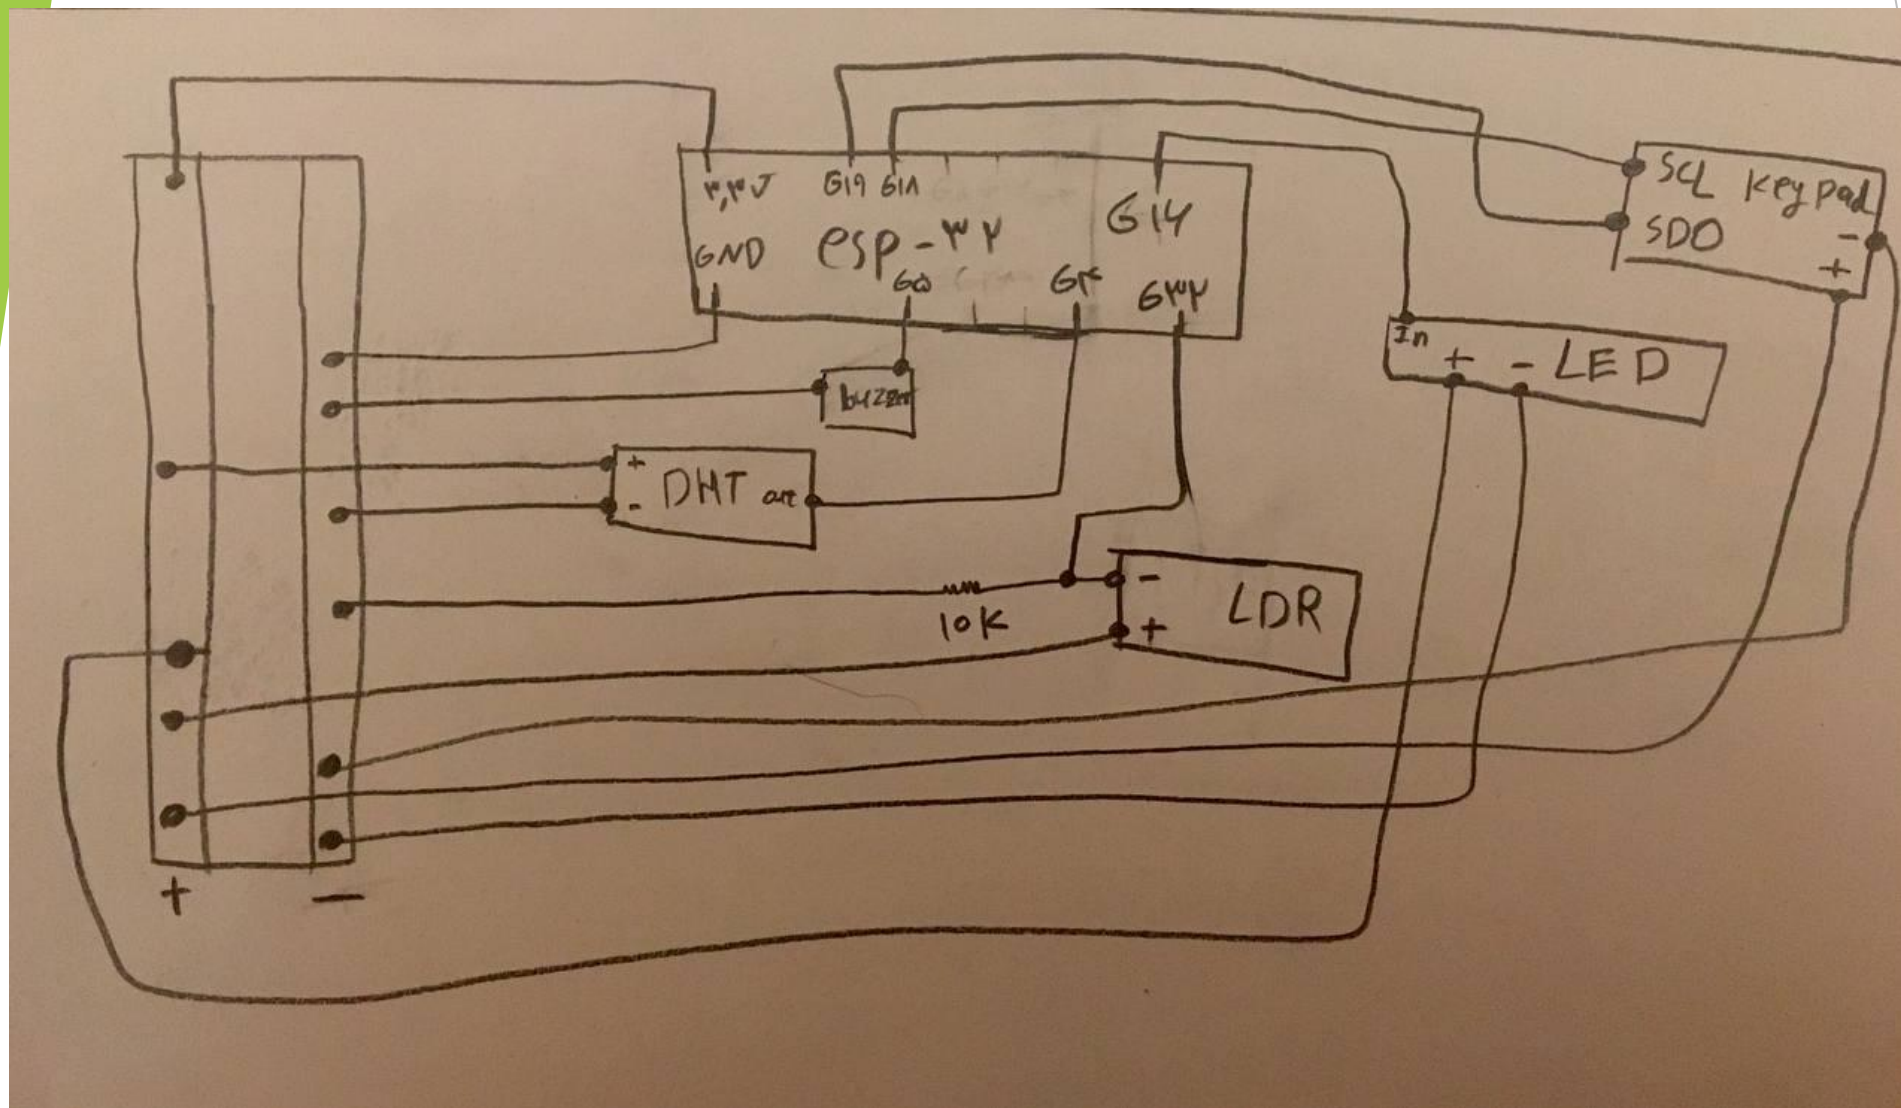 ۳,۳V
G۱۹ G۱۸
G۱۶
GND
esp-۳۲
G۵
G۴
G۳۲
SCL keypad
SDO
-
+
In
+ - LED
buzzer
+
DHT out
-
- LDR
+
10K
+ -